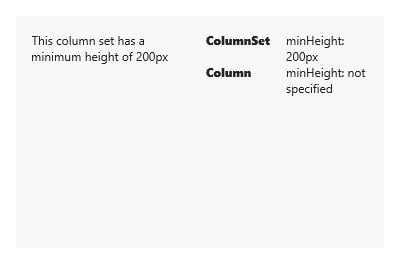 This column set has a
minimum height of 200px
ColumnSet minHeight:
200px
Column minHeight: not
specified